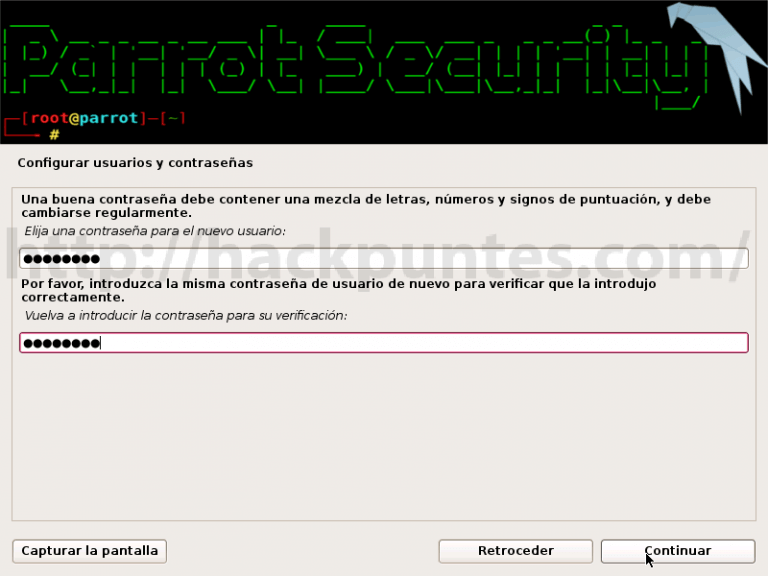 Parrot Security
[root@parrot]─[~]
#
Configurar usuarios y contraseñas
Una buena contraseña debe contener una mezcla de letras, números y signos de puntuación, y debe
cambiarse regularmente.
Elija una contraseña para el nuevo usuario:
http://hackpuntes.com/
●●●●●●●●
Por favor, introduzca la misma contraseña de usuario de nuevo para verificar que la introdujo
correctamente.
Vuelva a introducir la contraseña para su verificación:
●●●●●●●●
Capturar la pantalla
Retroceder
Continuar